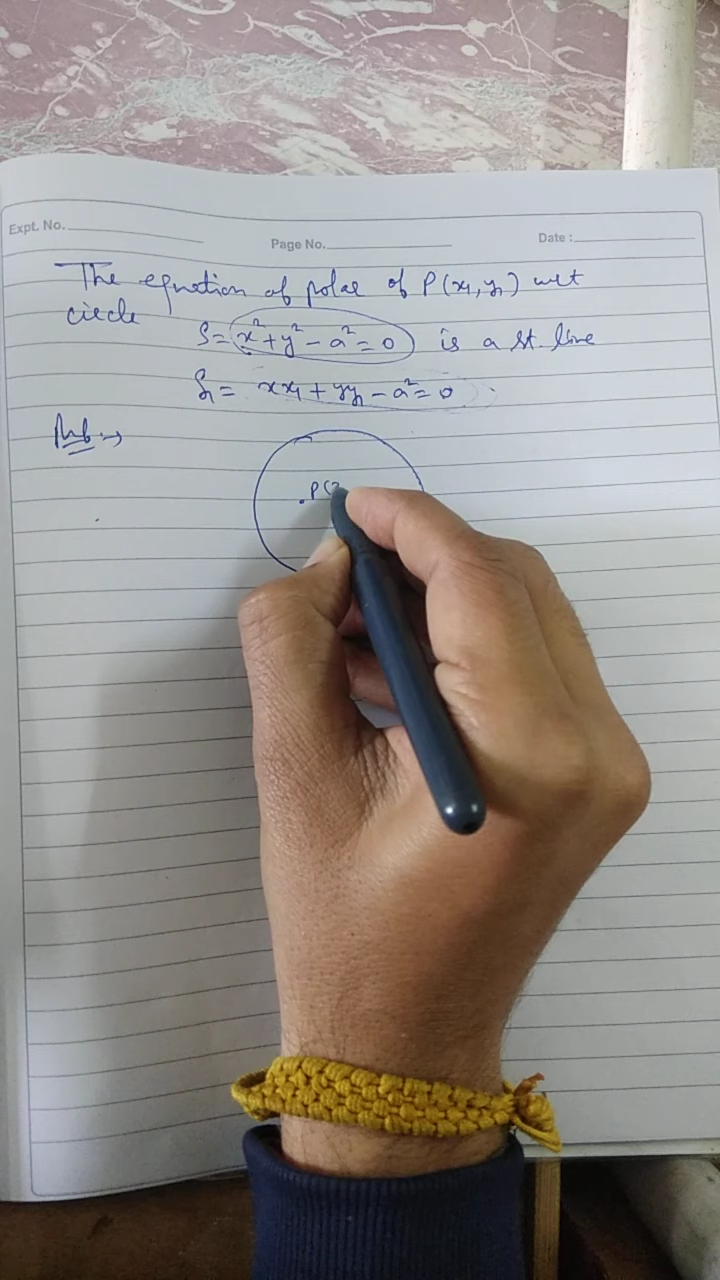 Expt. No.
Page No.
Date :
The equation of polar of P(x₁, y₁) wrt
circle S = x² + y² - a² = 0 is a st. line
S₁ = xx₁ + yy₁ - a² = 0
P(